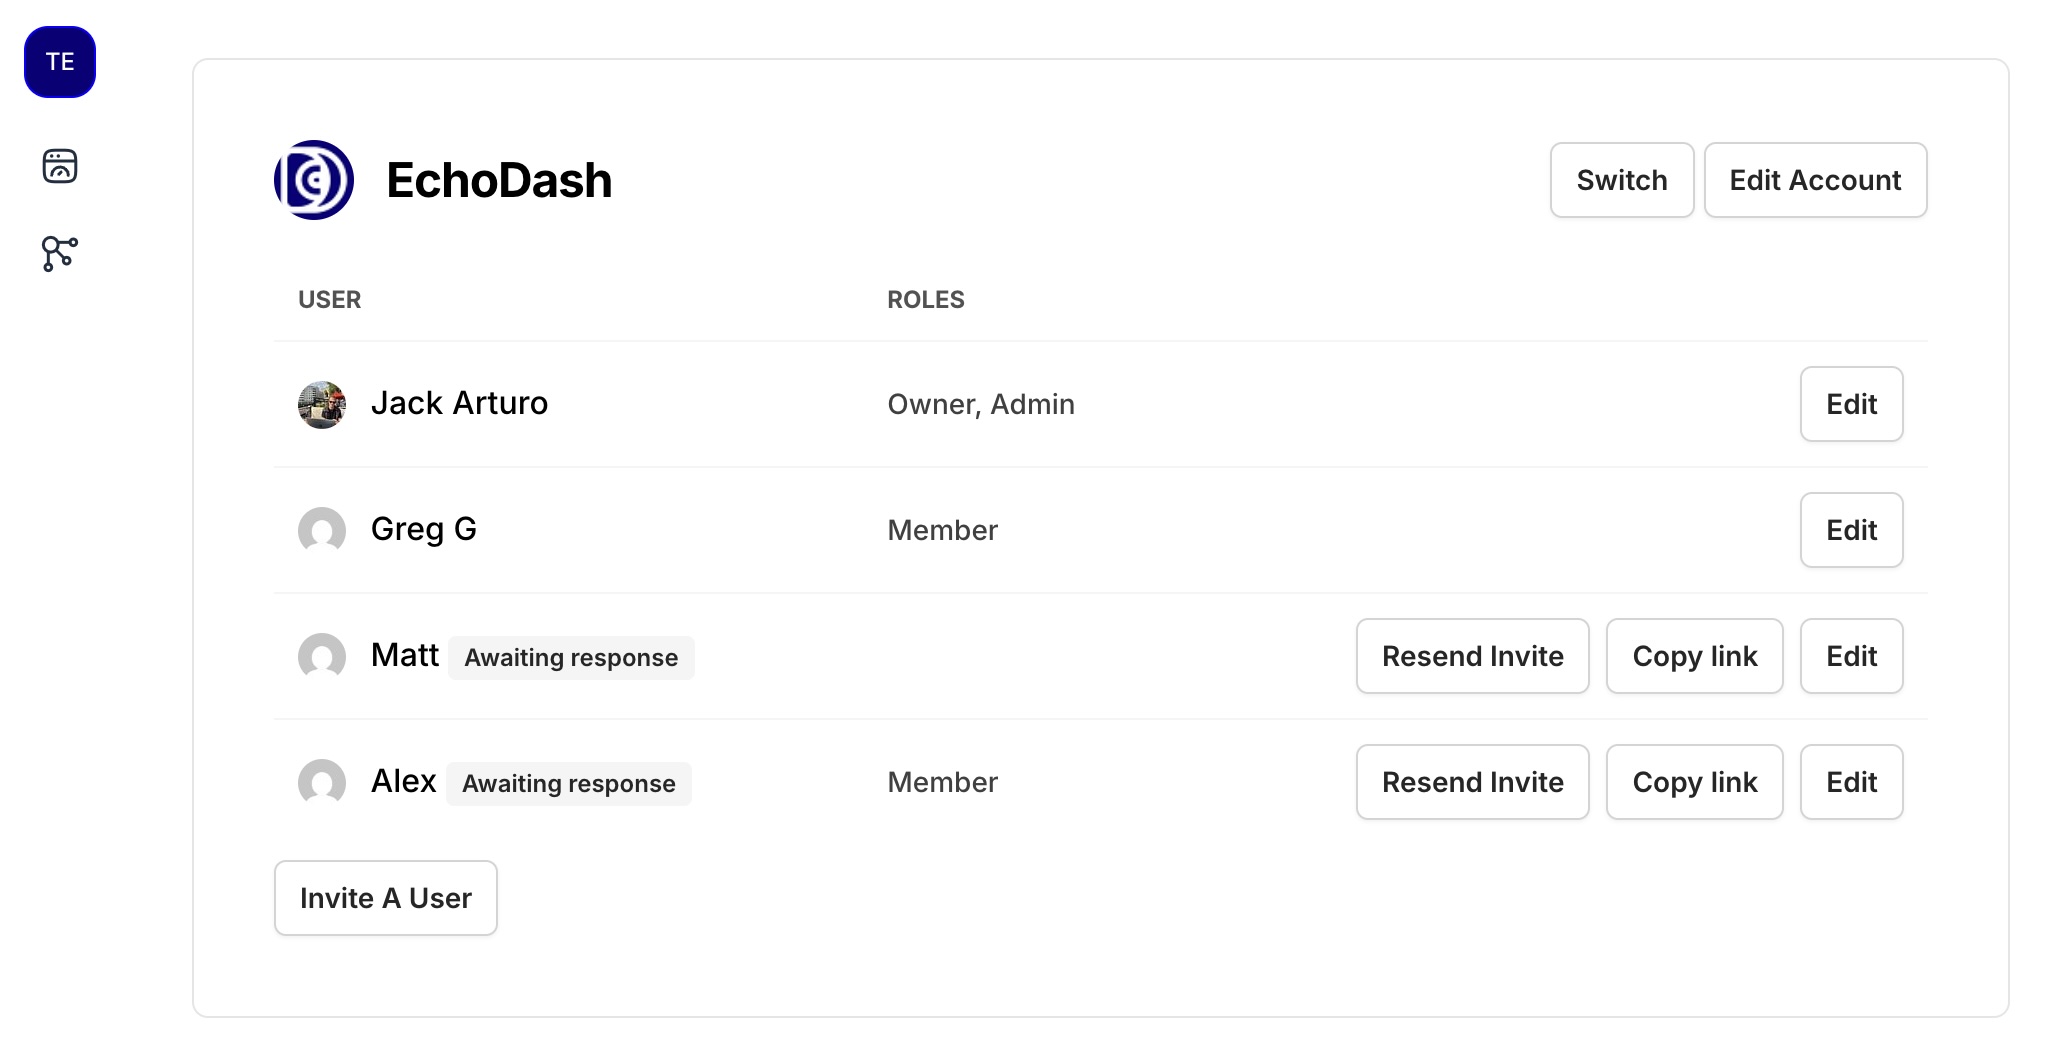 TE
EchoDash
Switch
Edit Account
USER
ROLES
Jack Arturo
Owner, Admin
Edit
Greg G
Member
Edit
Matt
Awaiting response
Resend Invite
Copy link
Edit
Alex
Awaiting response
Member
Resend Invite
Copy link
Edit
Invite A User